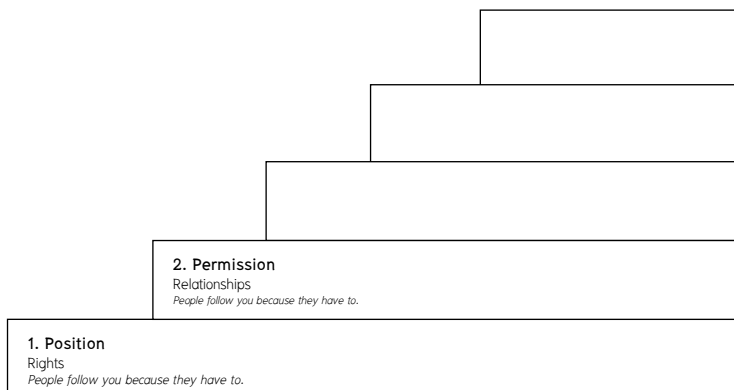 2. Permission
Relationships
People follow you because they have to.
1. Position
Rights
People follow you because they have to.